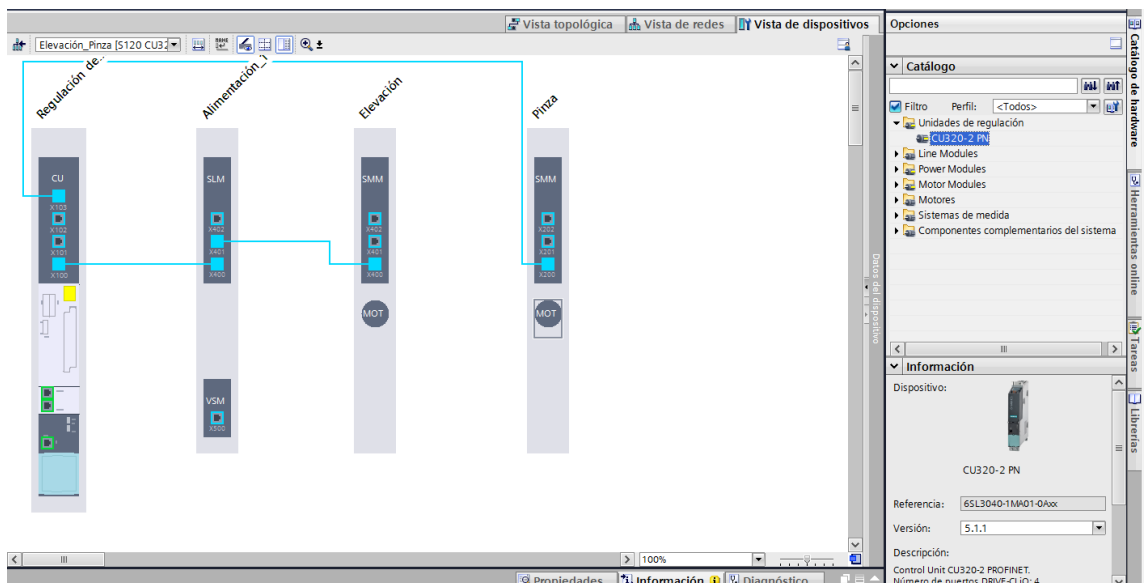 Vista topológica Vista de redes Vista de dispositivos Opciones
Elevación_Pinza [S120 CU32
Regulación de...
Alimentación_1
Elevación
Pinza
CU
X103
X102
X101
X100
SLM
X402
X401
X400
VSM
X500
SMM
X402
X401
X400
MOT
SMM
X202
X201
X200
MOT
Datos del dispositivo
100%
Propiedades Información Diagnóstico
Catálogo
Filtro Perfil: <Todos>
Unidades de regulación
CU320-2 PN
Line Modules
Power Modules
Motor Modules
Motores
Sistemas de medida
Componentes complementarios del sistema
Información
Dispositivo:
CU320-2 PN
Referencia: 6SL3040-1MA01-0Axx
Versión: 5.1.1
Descripción:
Control Unit CU320-2 PROFINET.
Número de puertos DRIVE-CLiQ: 4
Catálogo de hardware
Herramientas online
Tareas
Librerías